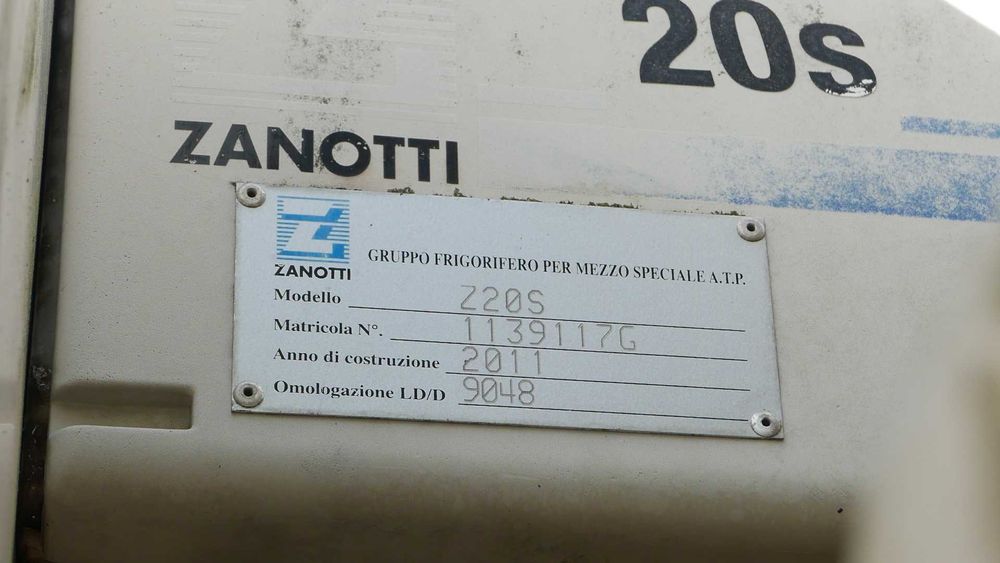 20S
ZANOTTI
Z
ZANOTTI
GRUPPO FRIGORIFERO PER MEZZO SPECIALE A.T.P.
Modello Z20S
Matricola N°. 1139117G
Anno di costruzione 2011
Omologazione LD/D 9048